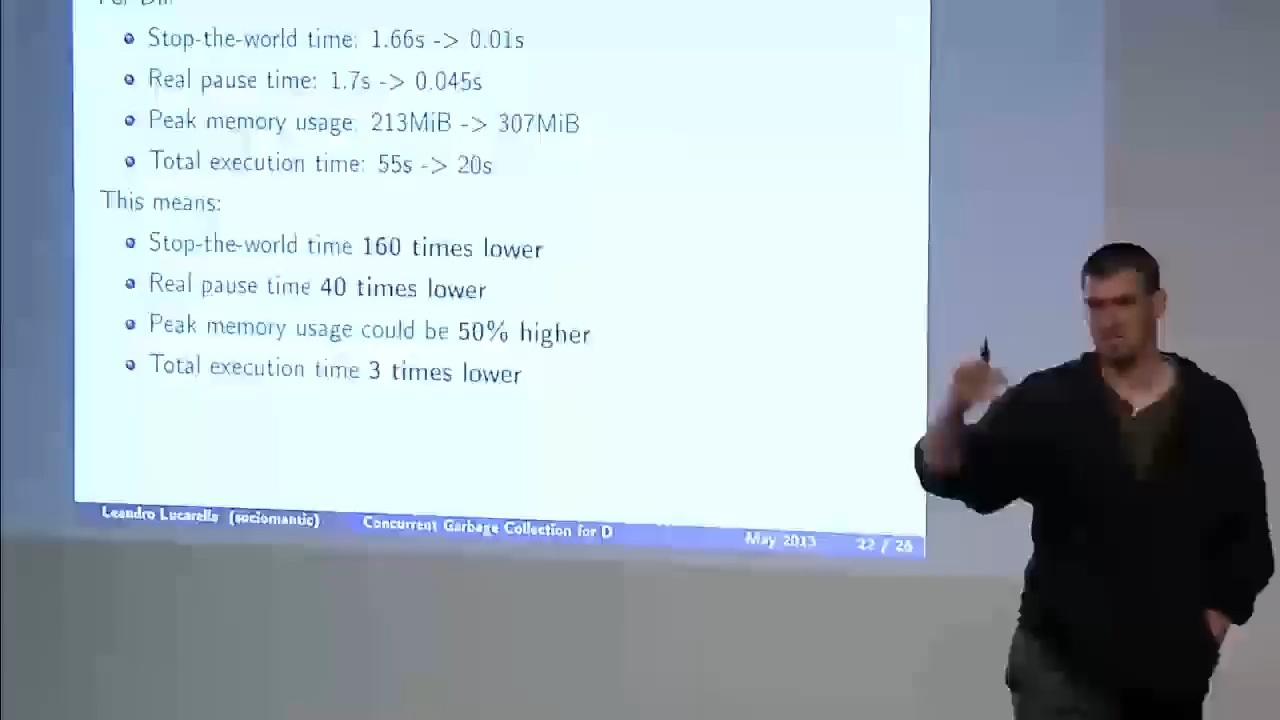 Stop-the-world time: 1.66s -> 0.01s
Real pause time: 1.7s -> 0.045s
Peak memory usage: 213MiB -> 307MiB
Total execution time: 55s -> 20s
This means:
Stop-the-world time 160 times lower
Real pause time 40 times lower
Peak memory usage could be 50% higher
Total execution time 3 times lower
Leandro Lucarella (sociomantic) Concurrent Garbage Collection for D May 2013 22 / 26